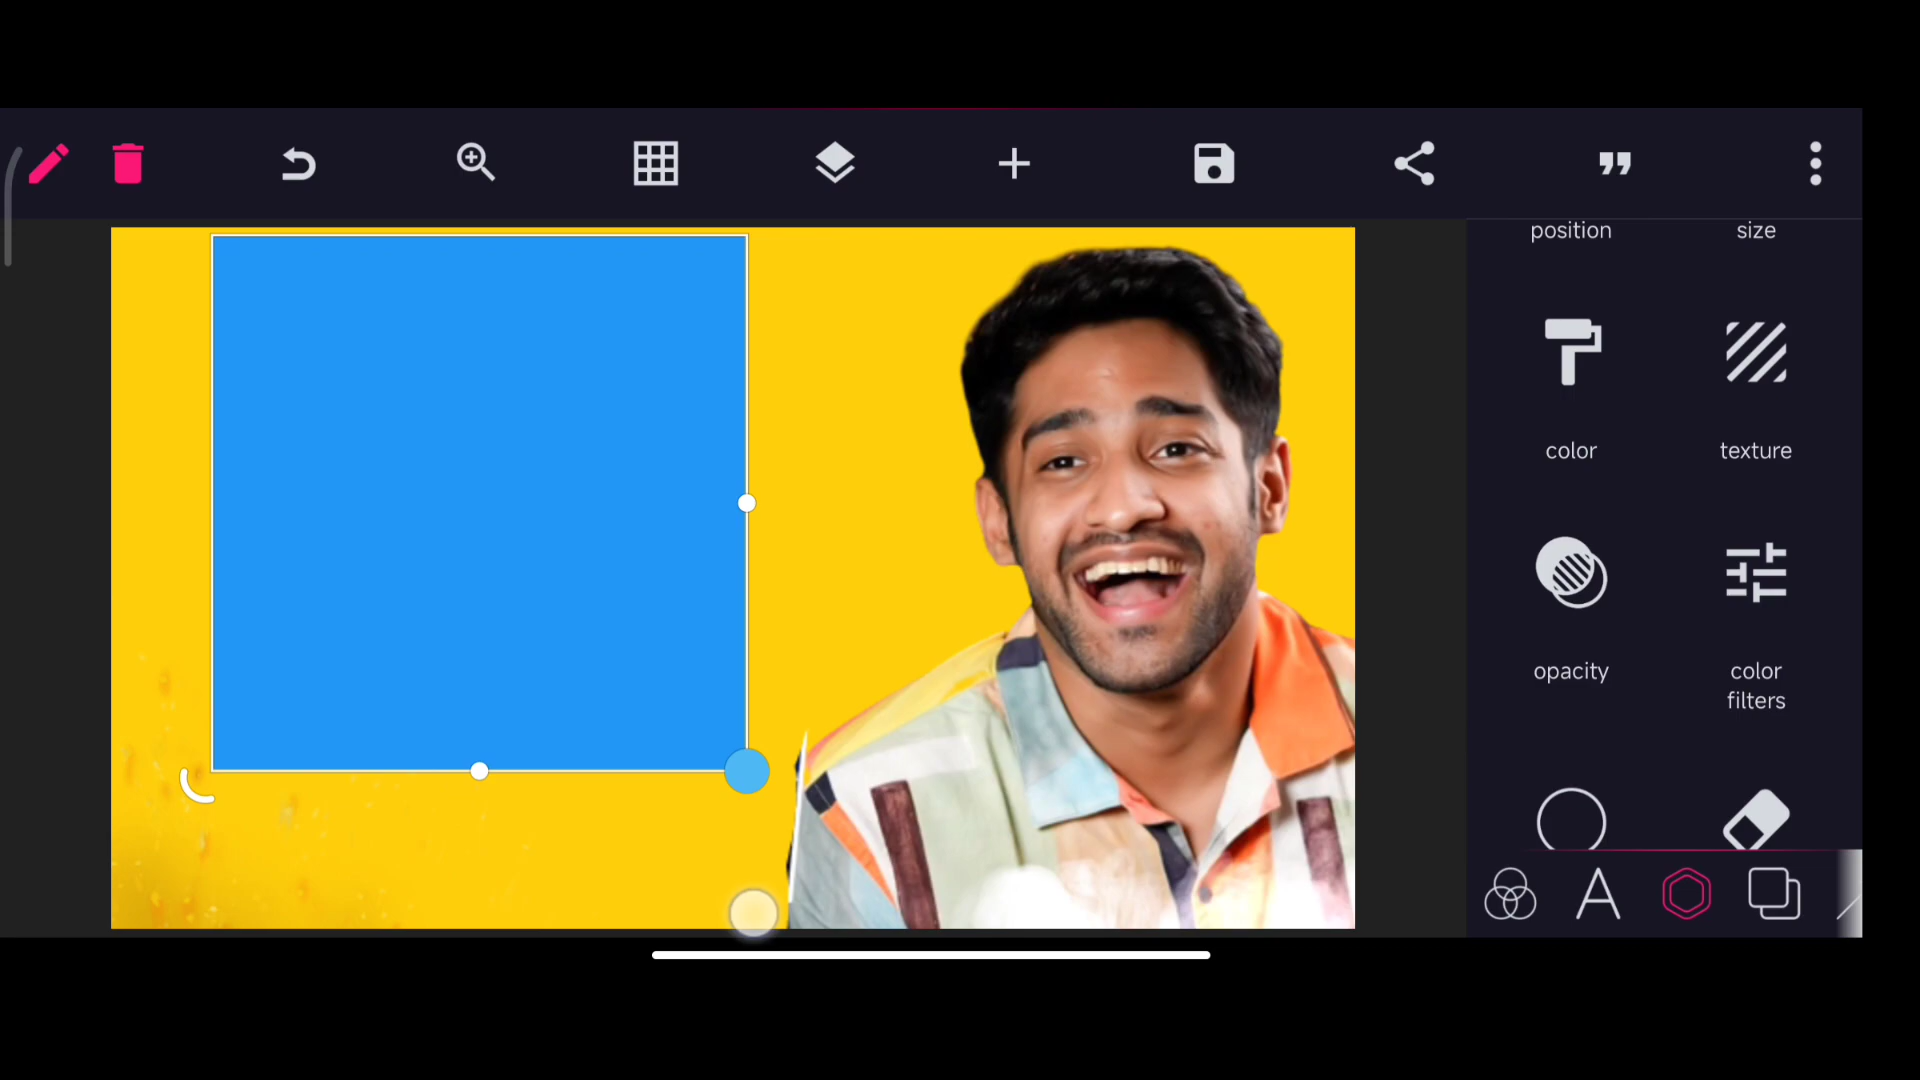 position
size
color
texture
opacity
color
filters